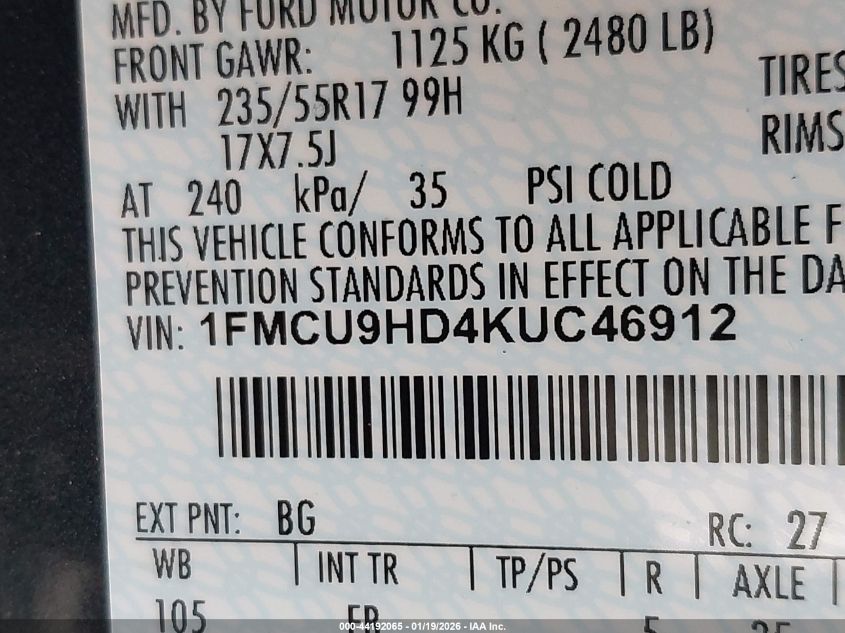 MFD. BY FORD MOTOR CO.
FRONT GAWR: 1125 KG ( 2480 LB)
WITH 235/55R17 99H TIRES
17X7.5J RIMS
AT 240 kPa/ 35 PSI COLD
THIS VEHICLE CONFORMS TO ALL APPLICABLE F
PREVENTION STANDARDS IN EFFECT ON THE DA
VIN: 1FMCU9HD4KUC46912
EXT PNT: BG RC: 27
WB INT TR TP/PS R AXLE
105
000-44192065 - 01/19/2026 - IAA Inc.